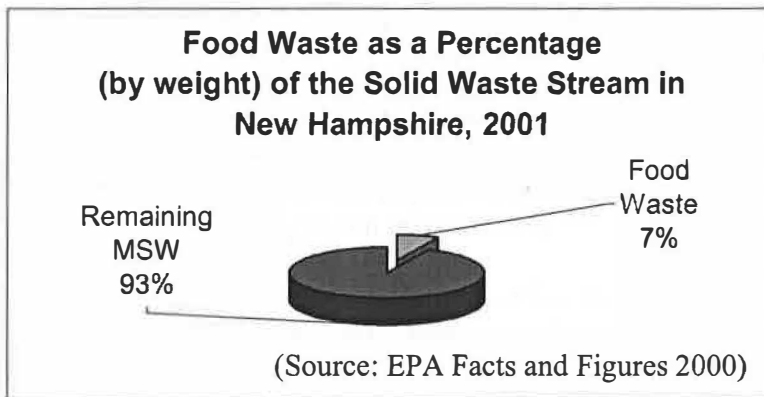 Food Waste as a Percentage
(by weight) of the Solid Waste Stream in
New Hampshire, 2001
Food
Waste
7%
Remaining
MSW
93%
(Source: EPA Facts and Figures 2000)